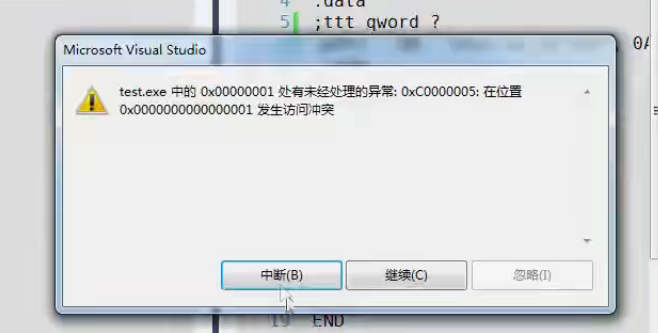 4 .data
5 ;ttt qword ?
, 0A
Microsoft Visual Studio
test.exe 中的 0x00000001 处有未经处理的异常: 0xC0000005: 在位置
0x0000000000000001 发生访问冲突
中断(B) 继续(C) 忽略(I)
19 END